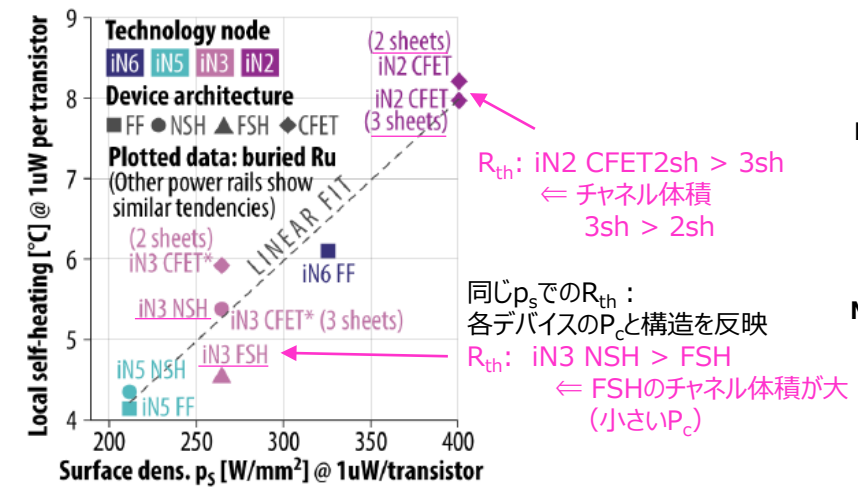 9
8
7
6
5
4
Local self-heating [°C] @ 1uW per transistor
Technology node
iN6 iN5 iN3 iN2
Device architecture
■FF ●NSH ▲FSH ◆CFET
Plotted data: buried Ru
(Other power rails show
similar tendencies)
(2 sheets)
iN2 CFET
iN2 CFET
(3 sheets)
LINEAR FIT
(2 sheets)
iN3 CFET*
iN6 FF
iN3 NSH
iN3 CFET* (3 sheets)
iN3 FSH
iN5 NSH
iN5 FF
200 250 300 350 400
Surface dens. pS [W/mm²] @ 1uW/transistor
Rth: iN2 CFET2sh > 3sh
⇐ チャネル体積
3sh > 2sh
同じpsでのRth：
各デバイスのPcと構造を反映
Rth: iN3 NSH > FSH
⇐ FSHのチャネル体積が大
（小さいPc）